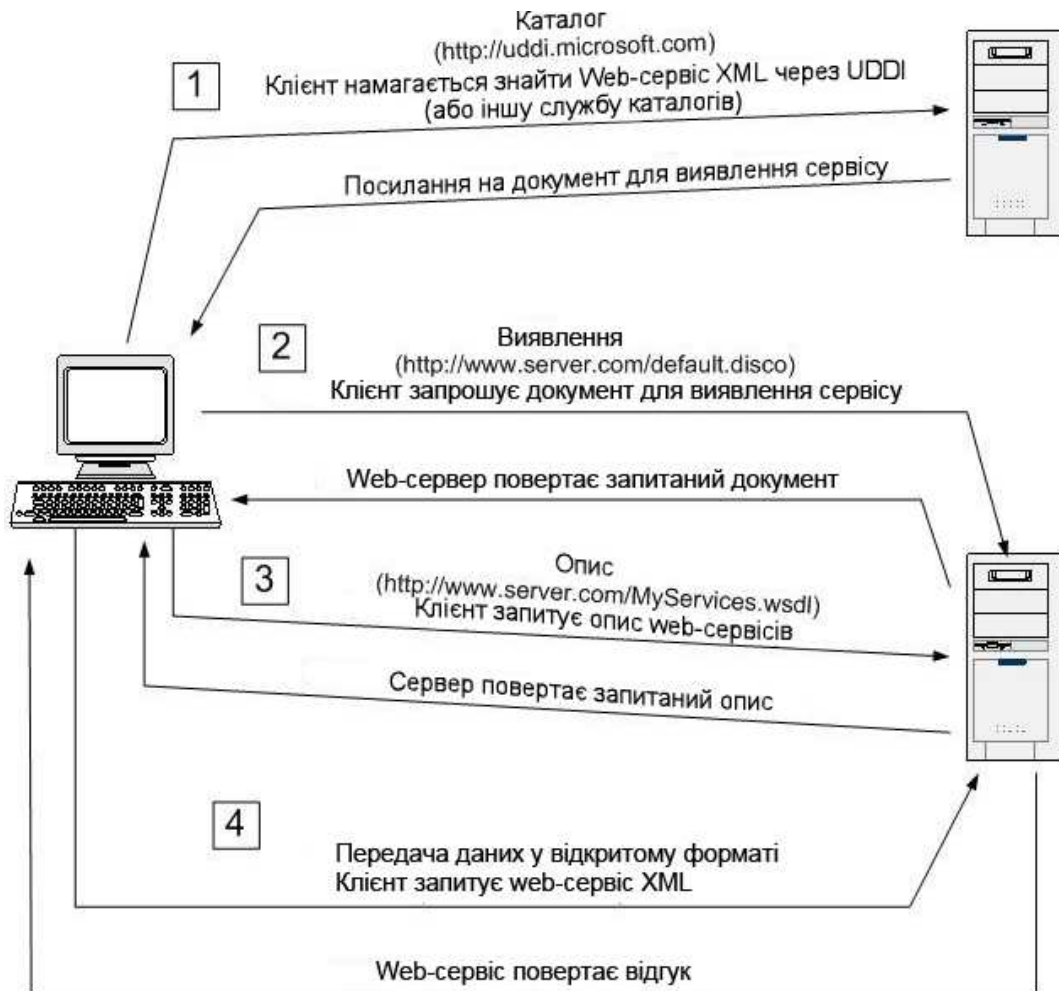 Каталог
(http://uddi.microsoft.com)
1
Клієнт намагається знайти Web-сервіс XML через UDDI
(або іншу службу каталогів)
Посилання на документ для виявлення сервісу
2
Виявлення
(http://www.server.com/default.disco)
Клієнт запрошує документ для виявлення сервісу
Web-сервер повертає запитаний документ
3
Опис
(http://www.server.com/MyServices.wsdl)
Клієнт запитує опис web-сервісів
Сервер повертає запитаний опис
4
Передача даних у відкритому форматі
Клієнт запитує web-сервіс XML
Web-сервіс повертає відгук